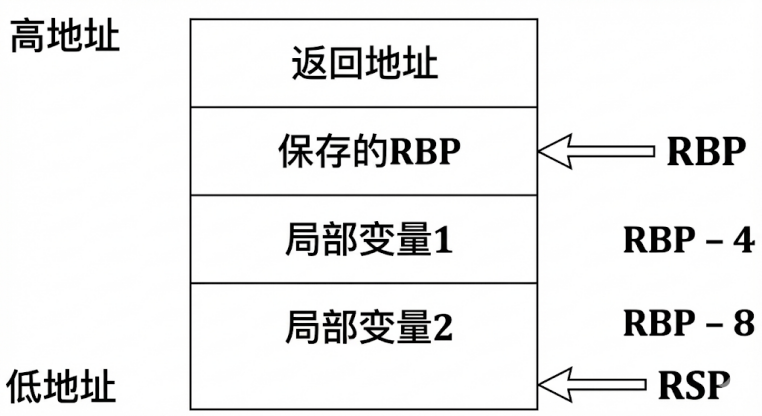 高地址
返回地址
保存的RBP
RBP
局部变量1
RBP – 4
局部变量2
RBP – 8
低地址
RSP